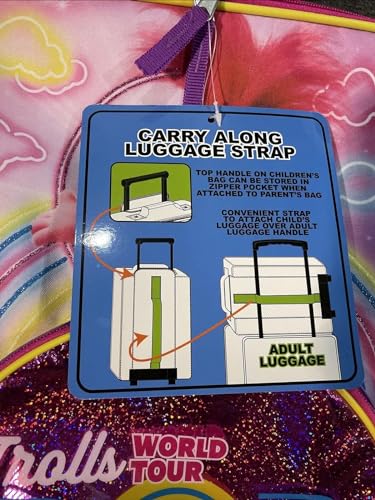 CARRY ALONG
LUGGAGE STRAP
TOP HANDLE ON CHILDREN'S
BAG CAN BE STORED IN
ZIPPER POCKET WHEN
ATTACHED TO PARENT'S BAG
CONVENIENT STRAP
TO ATTACH CHILD'S
LUGGAGE OVER ADULT
LUGGAGE HANDLE
ADULT
LUGGAGE
Trolls WORLD
TOUR